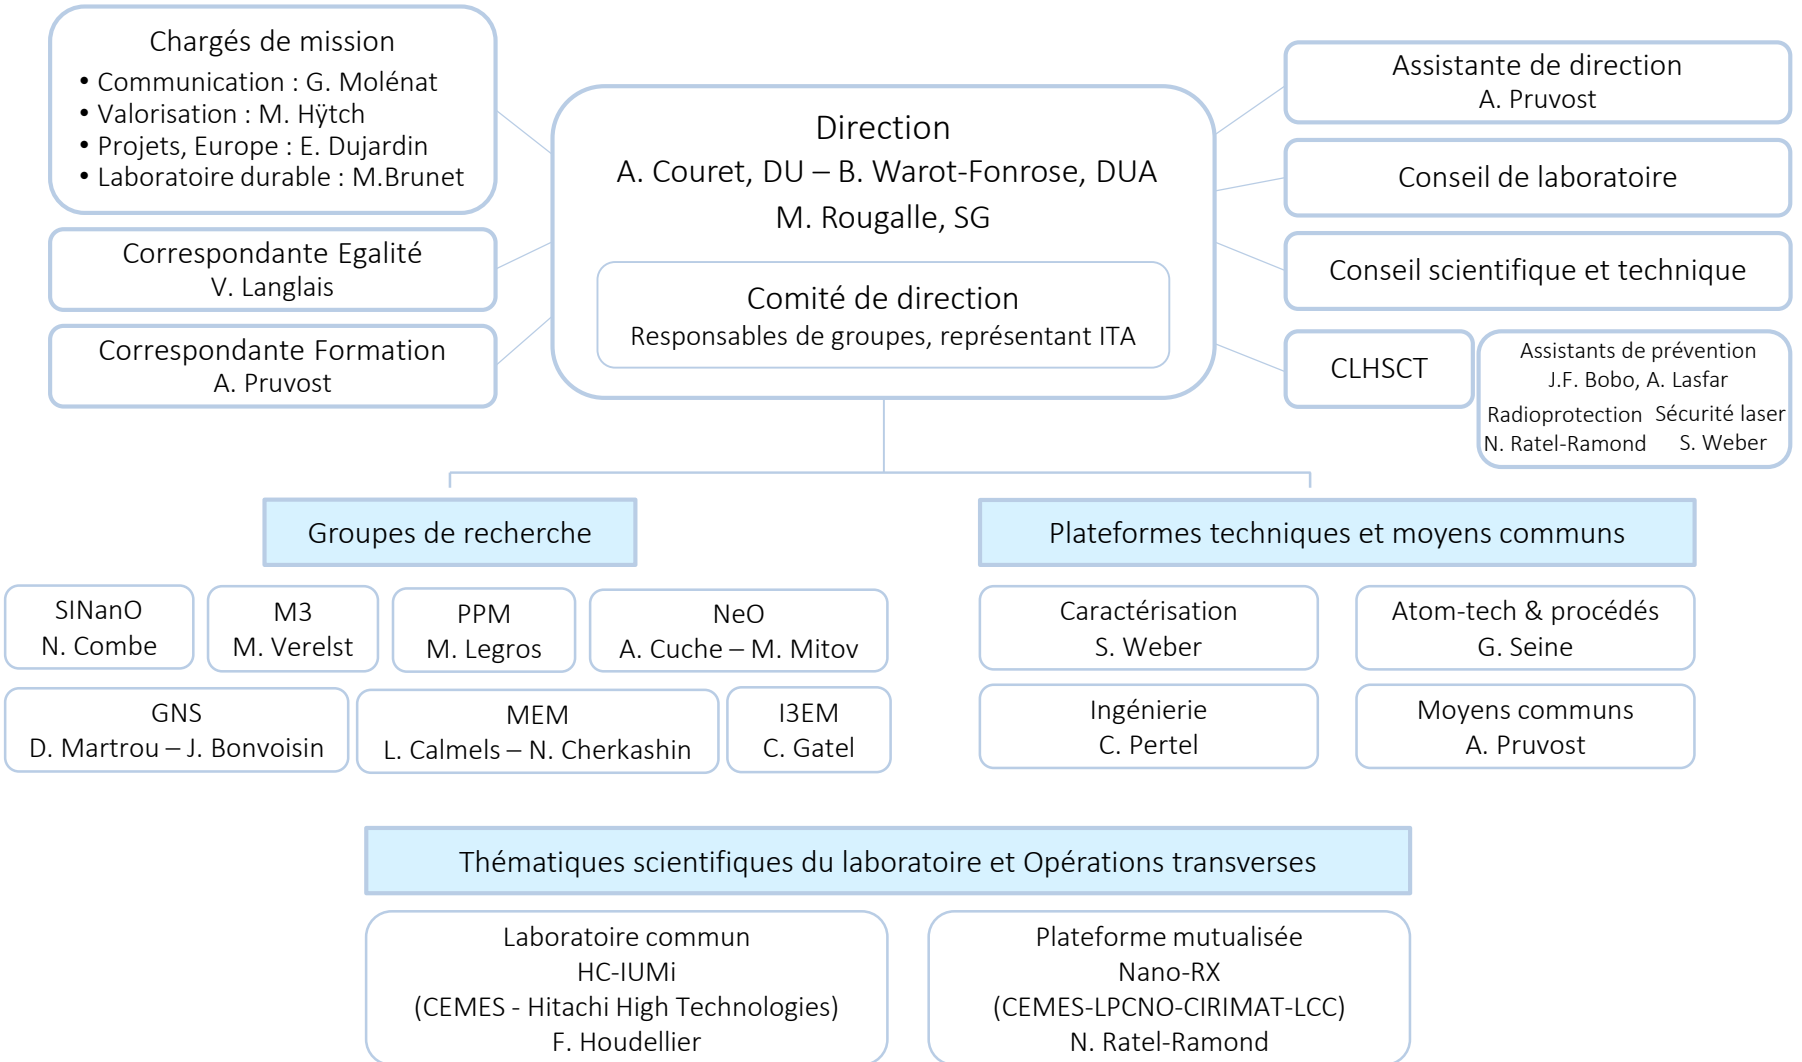 Chargés de mission
• Communication : G. Molénat
• Valorisation : M. Hÿtch
• Projets, Europe : E. Dujardin
• Laboratoire durable : M.Brunet
Correspondante Egalité
V. Langlais
Correspondante Formation
A. Pruvost
Direction
A. Couret, DU – B. Warot-Fonrose, DUA
M. Rougalle, SG
Comité de direction
Responsables de groupes, représentant ITA
Assistante de direction
A. Pruvost
Conseil de laboratoire
Conseil scientifique et technique
CLHSCT
Assistants de prévention
J.F. Bobo, A. Lasfar
Radioprotection Sécurité laser
N. Ratel-Ramond S. Weber
Groupes de recherche
SINanO
N. Combe
M3
M. Verelst
PPM
M. Legros
NeO
A. Cuche – M. Mitov
GNS
D. Martrou – J. Bonvoisin
MEM
L. Calmels – N. Cherkashin
I3EM
C. Gatel
Plateformes techniques et moyens communs
Caractérisation
S. Weber
Atom-tech & procédés
G. Seine
Ingénierie
C. Pertel
Moyens communs
A. Pruvost
Thématiques scientifiques du laboratoire et Opérations transverses
Laboratoire commun
HC-IUMi
(CEMES - Hitachi High Technologies)
F. Houdellier
Plateforme mutualisée
Nano-RX
(CEMES-LPCNO-CIRIMAT-LCC)
N. Ratel-Ramond